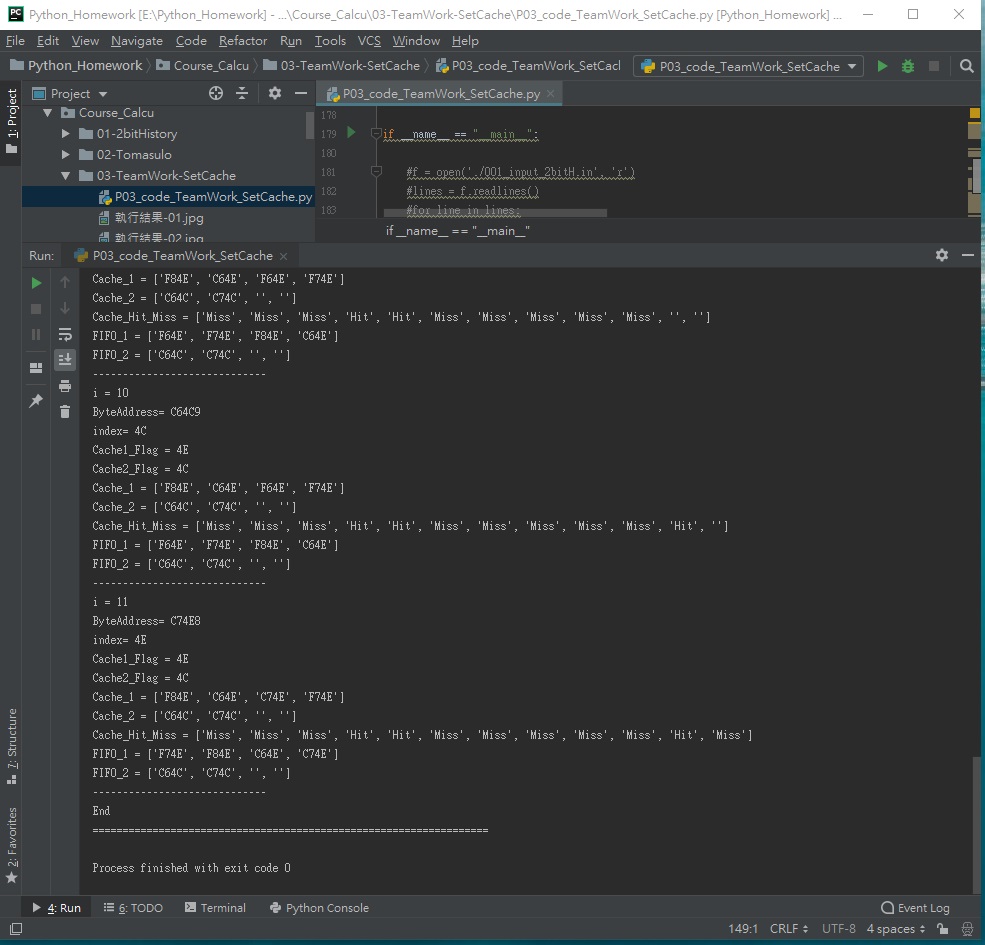 PC Python_Homework [E:\Python_Homework] - ...\Course_Calcu\03-TeamWork-SetCache\P03_code_TeamWork_SetCache.py [Python_Homework] ...
File Edit View Navigate Code Refactor Run Tools VCS Window Help
Python_Homework Course_Calcu 03-TeamWork-SetCache P03_code_TeamWork_SetCacl P03_code_TeamWork_SetCache
1: Project
Project
P03_code_TeamWork_SetCache.py
Course_Calcu
01-2bitHistory
02-Tomasulo
03-TeamWork-SetCache
P03_code_TeamWork_SetCache.py
執行結果-01.jpg
執行結果-02.jpg
178
179 if __name__ == "__main__":
180
181 #f = open('./001_input_2bitH.in', 'r')
182 #lines = f.readlines()
183 #for line in lines:
if __name__ == "__main__"
Run: P03_code_TeamWork_SetCache
Cache_1 = ['F84E', 'C64E', 'F64E', 'F74E']
Cache_2 = ['C64C', 'C74C', '', '']
Cache_Hit_Miss = ['Miss', 'Miss', 'Miss', 'Hit', 'Hit', 'Miss', 'Miss', 'Miss', 'Miss', 'Miss', '', '']
FIFO_1 = ['F64E', 'F74E', 'F84E', 'C64E']
FIFO_2 = ['C64C', 'C74C', '', '']
-----------------------------
i = 10
ByteAddress= C64C9
index= 4C
Cache1_Flag = 4E
Cache2_Flag = 4C
Cache_1 = ['F84E', 'C64E', 'F64E', 'F74E']
Cache_2 = ['C64C', 'C74C', '', '']
Cache_Hit_Miss = ['Miss', 'Miss', 'Miss', 'Hit', 'Hit', 'Miss', 'Miss', 'Miss', 'Miss', 'Miss', 'Hit', '']
FIFO_1 = ['F64E', 'F74E', 'F84E', 'C64E']
FIFO_2 = ['C64C', 'C74C', '', '']
-----------------------------
i = 11
ByteAddress= C74E8
index= 4E
Cache1_Flag = 4E
Cache2_Flag = 4C
Cache_1 = ['F84E', 'C64E', 'C74E', 'F74E']
Cache_2 = ['C64C', 'C74C', '', '']
Cache_Hit_Miss = ['Miss', 'Miss', 'Miss', 'Hit', 'Hit', 'Miss', 'Miss', 'Miss', 'Miss', 'Miss', 'Hit', 'Miss']
FIFO_1 = ['F74E', 'F84E', 'C64E', 'C74E']
FIFO_2 = ['C64C', 'C74C', '', '']
-----------------------------
End
==================================================================
Process finished with exit code 0
7: Structure
2: Favorites
4: Run 6: TODO Terminal Python Console Event Log
149:1 CRLF UTF-8 4 spaces